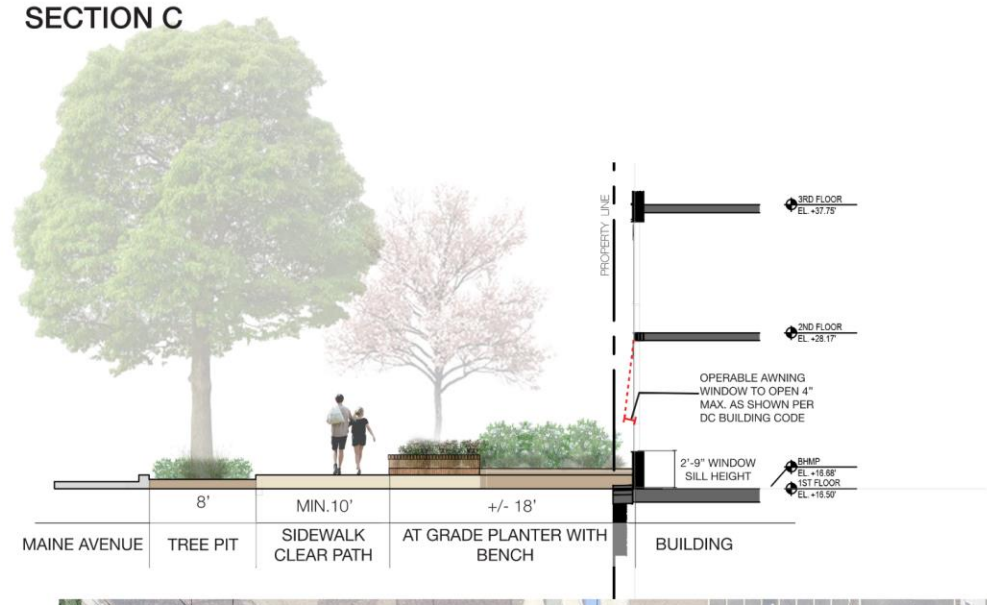 SECTION C
PROPERTY LINE
3RD FLOOR
EL. +37.75'
2ND FLOOR
EL. +28.17'
OPERABLE AWNING
WINDOW TO OPEN 4"
MAX. AS SHOWN PER
DC BUILDING CODE
2'-9" WINDOW
SILL HEIGHT
BHMP
EL. +16.68'
1ST FLOOR
EL. +16.50'
8'
MIN.10'
+/- 18'
MAINE AVENUE
TREE PIT
SIDEWALK
CLEAR PATH
AT GRADE PLANTER WITH
BENCH
BUILDING